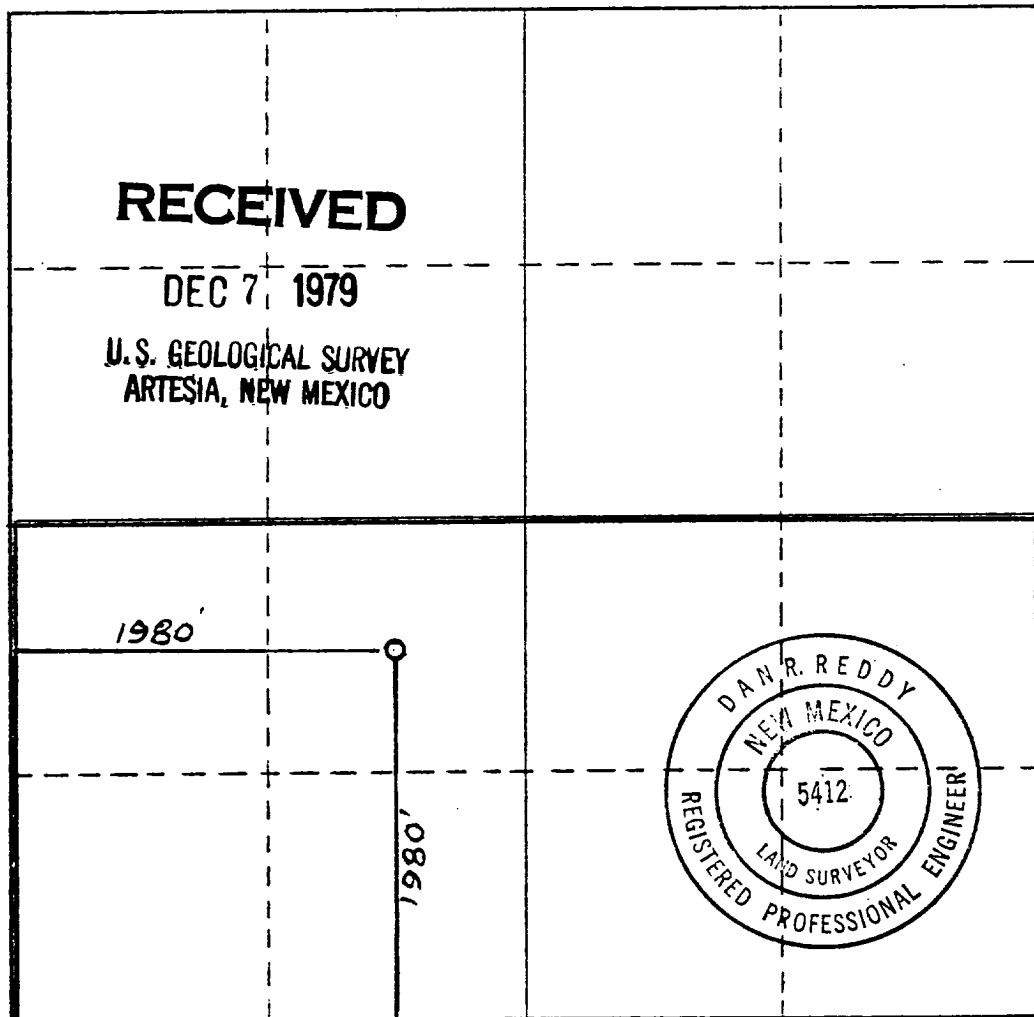 RECEIVED
DEC 7 1979
U.S. GEOLOGICAL SURVEY
ARTESIA, NEW MEXICO
1980'
1980'
DAN R. REDDY
NEW MEXICO
5412
LAND SURVEYOR
REGISTERED PROFESSIONAL ENGINEER